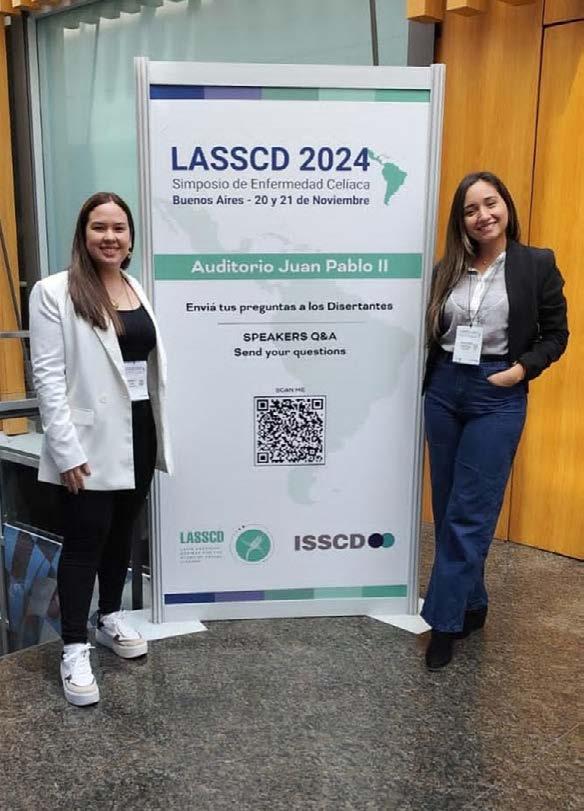 LASSCD 2024
Simposio de Enfermedad Celíaca
Buenos Aires - 20 y 21 de Noviembre
Auditorio Juan Pablo II
Enviá tus preguntas a los Disertantes
SPEAKERS Q&A
Send your questions
SCAN ME
LASSCD
ISSCD